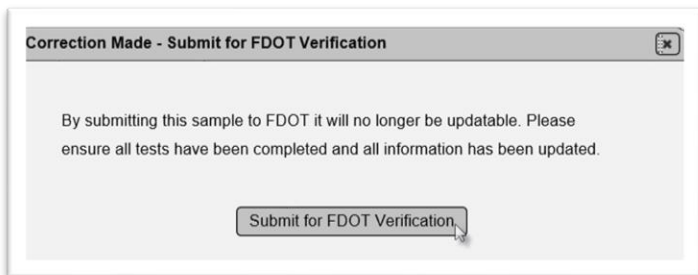 Correction Made - Submit for FDOT Verification
By submitting this sample to FDOT it will no longer be updatable. Please
ensure all tests have been completed and all information has been updated.
Submit for FDOT Verification